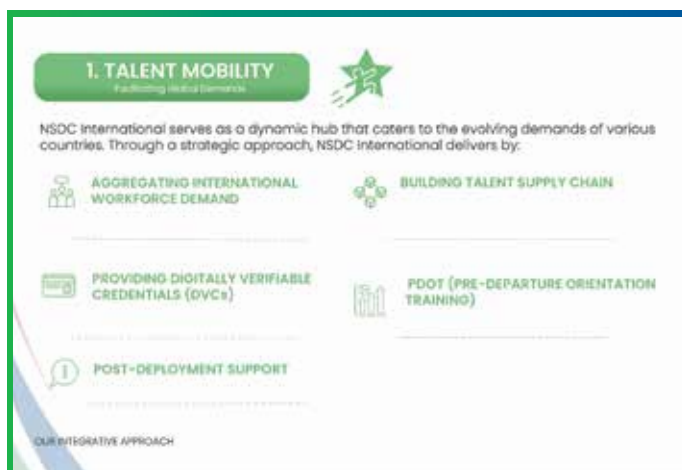 1. TALENT MOBILITY
Facilitating Global Demands
NSDC International serves as a dynamic hub that caters to the evolving demands of various
countries. Through a strategic approach, NSDC International delivers by:
AGGREGATING INTERNATIONAL
WORKFORCE DEMAND
BUILDING TALENT SUPPLY CHAIN
PROVIDING DIGITALLY VERIFIABLE
CREDENTIALS (DVCs)
PDOT (PRE-DEPARTURE ORIENTATION
TRAINING)
POST-DEPLOYMENT SUPPORT
OUR INTEGRATIVE APPROACH